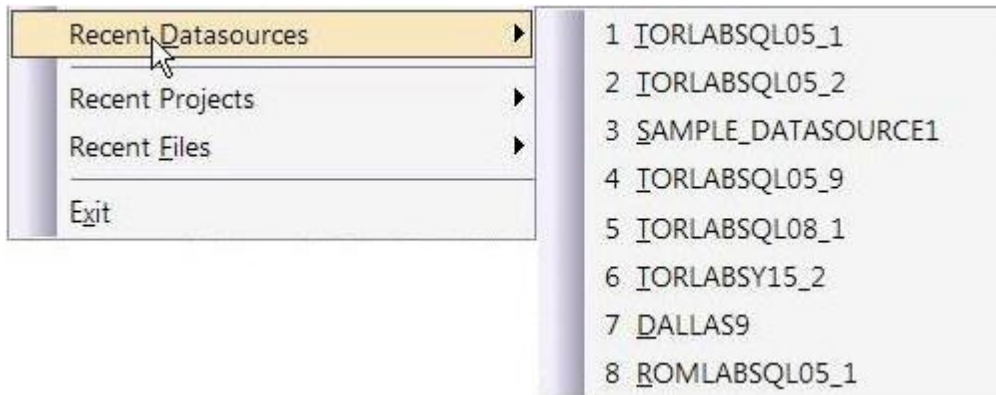 Recent Datasources
Recent Projects
Recent Files
Exit
1 TORLABSQL05_1
2 TORLABSQL05_2
3 SAMPLE_DATASOURCE1
4 TORLABSQL05_9
5 TORLABSQL08_1
6 TORLABSY15_2
7 DALLAS9
8 ROMLABSQL05_1